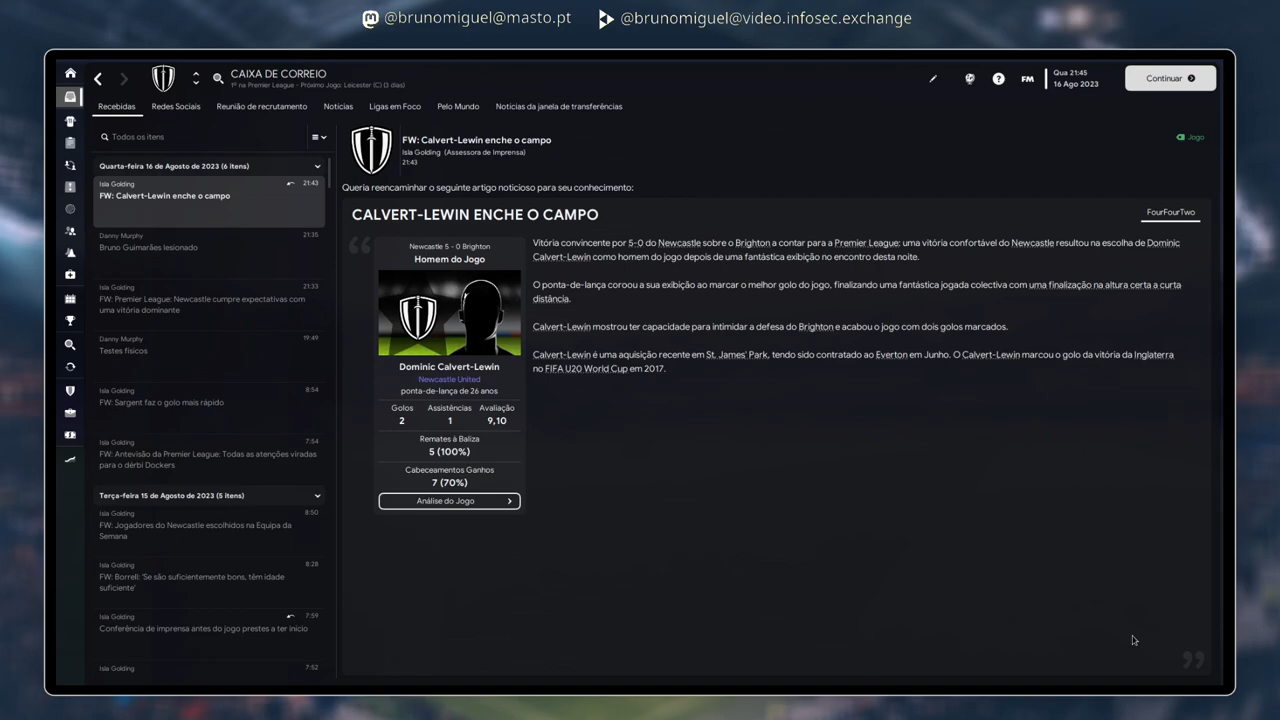 @brunomiguel@masto.pt
@brunomiguel@video.infosec.exchange
CAIXA DE CORREIO
1º na Premier League - Próximo Jogo: Leicester (C) (3 dias)
FM
Qua 21:45
16 Ago 2023
Continuar
Recebidas
Redes Sociais
Reunião de recrutamento
Notícias
Ligas em Foco
Pelo Mundo
Notícias da janela de transferências
Todos os itens
Quarta-feira 16 de Agosto de 2023 (6 itens)
Isla Golding 21:43
FW: Calvert-Lewin enche o campo
Danny Murphy 21:35
Bruno Guimarães lesionado
Isla Golding 21:33
FW: Premier League: Newcastle cumpre expectativas com
uma vitória dominante
Danny Murphy 19:49
Testes físicos
Isla Golding 8:54
FW: Sargent faz o golo mais rápido
Isla Golding 7:54
FW: Antevisão da Premier League: Todas as atenções viradas
para o dérbi Dockers
Terça-feira 15 de Agosto de 2023 (5 itens)
Isla Golding 8:50
FW: Jogadores do Newcastle escolhidos na Equipa da
Semana
Isla Golding 8:28
FW: Borrell: 'Se são suficientemente bons, têm idade
suficiente'
Isla Golding 7:59
Conferência de imprensa antes do jogo prestes a ter início
Isla Golding 7:52
FW: Calvert-Lewin enche o campo
Isla Golding (Assessora de Imprensa)
21:43
Jogo
Queria reencaminhar o seguinte artigo noticioso para seu conhecimento:
CALVERT-LEWIN ENCHE O CAMPO
FourFourTwo
Newcastle 5 - 0 Brighton
Homem do Jogo
Dominic Calvert-Lewin
Newcastle United
ponta-de-lança de 26 anos
Golos Assistências Avaliação
2 1 9,10
Remates à Baliza
5 (100%)
Cabeceamentos Ganhos
7 (70%)
Análise do Jogo
Vitória convincente por 5-0 do Newcastle sobre o Brighton a contar para a Premier League: uma vitória confortável do Newcastle resultou na escolha de Dominic
Calvert-Lewin como homem do jogo depois de uma fantástica exibição no encontro desta noite.
O ponta-de-lança coroou a sua exibição ao marcar o melhor golo do jogo, finalizando uma fantástica jogada colectiva com uma finalização na altura certa a curta
distância.
Calvert-Lewin mostrou ter capacidade para intimidar a defesa do Brighton e acabou o jogo com dois golos marcados.
Calvert-Lewin é uma aquisição recente em St. James' Park, tendo sido contratado ao Everton em Junho. O Calvert-Lewin marcou o golo da vitória da Inglaterra
no FIFA U20 World Cup em 2017.